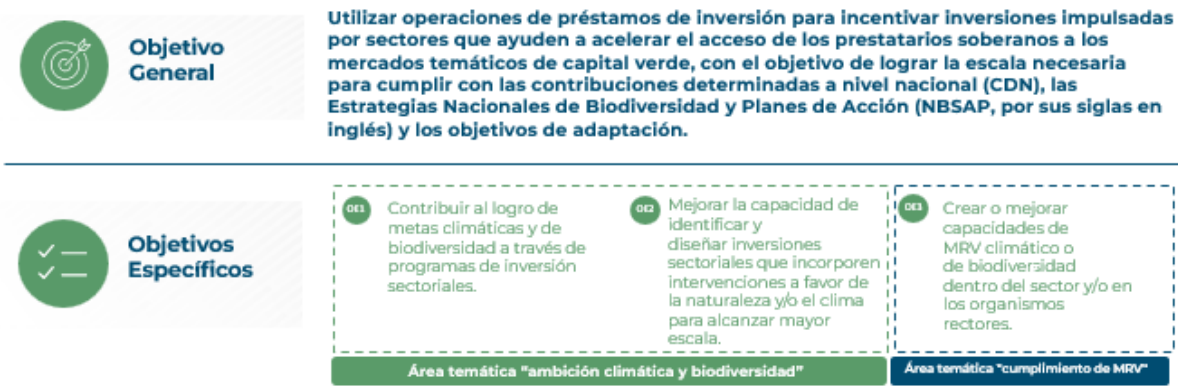 Objetivo
General
Utilizar operaciones de préstamos de inversión para incentivar inversiones impulsadas
por sectores que ayuden a acelerar el acceso de los prestatarios soberanos a los
mercados temáticos de capital verde, con el objetivo de lograr la escala necesaria
para cumplir con las contribuciones determinadas a nivel nacional (CDN), las
Estrategias Nacionales de Biodiversidad y Planes de Acción (NBSAP, por sus siglas en
inglés) y los objetivos de adaptación.
Objetivos
Específicos
OE1
Contribuir al logro de
metas climáticas y de
biodiversidad a través de
programas de inversión
sectoriales.
OE2
Mejorar la capacidad de
identificar y
diseñar inversiones
sectoriales que incorporen
intervenciones a favor de
la naturaleza y/o el clima
para alcanzar mayor
escala.
OE3
Crear o mejorar
capacidades de
MRV climático o
de biodiversidad
dentro del sector y/o en
los organismos
rectores.
Área temática “ambición climática y biodiversidad”
Área temática "cumplimiento de MRV"